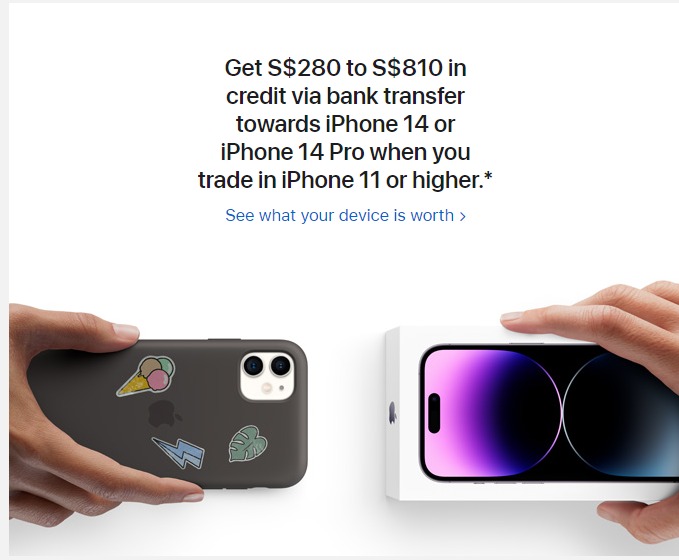 Get S$280 to S$810 in
credit via bank transfer
towards iPhone 14 or
iPhone 14 Pro when you
trade in iPhone 11 or higher.*
See what your device is worth >